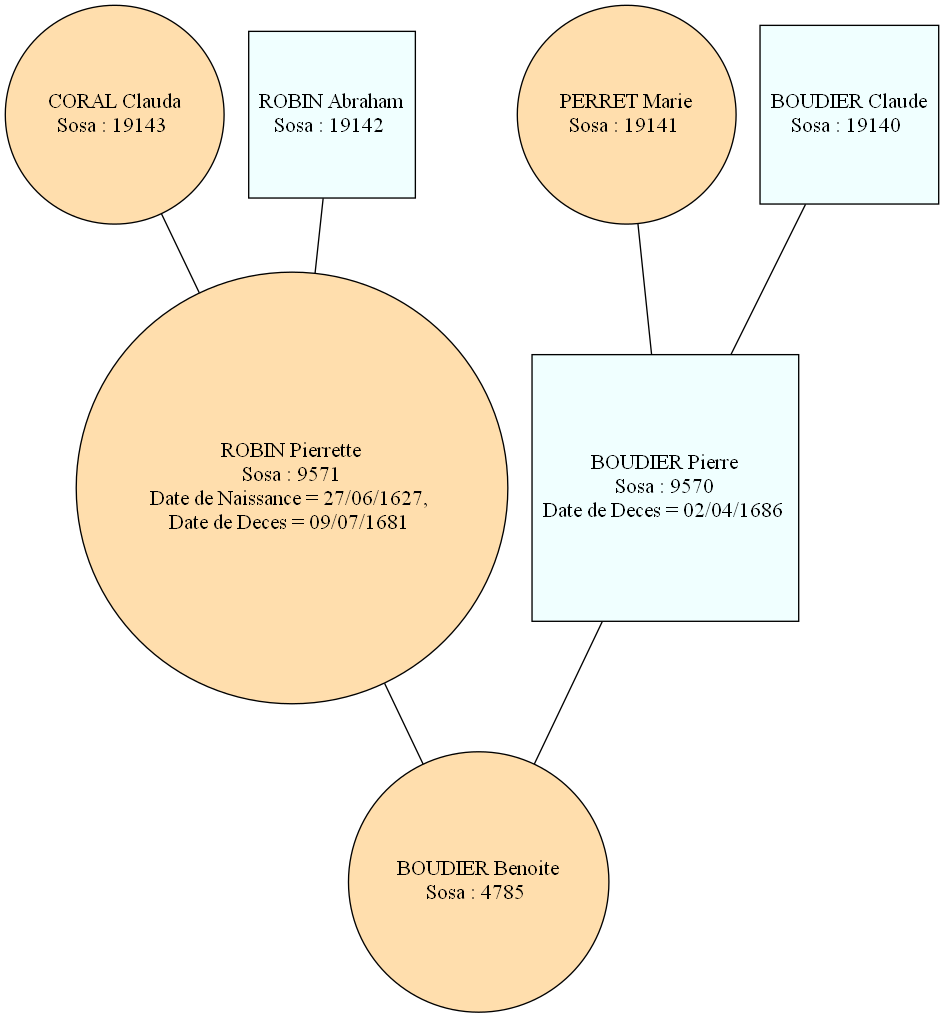 CORAL Clauda
Sosa : 19143
ROBIN Abraham
Sosa : 19142
PERRET Marie
Sosa : 19141
BOUDIER Claude
Sosa : 19140
ROBIN Pierrette
Sosa : 9571
Date de Naissance = 27/06/1627,
Date de Deces = 09/07/1681
BOUDIER Pierre
Sosa : 9570
Date de Deces = 02/04/1686
BOUDIER Benoite
Sosa : 4785